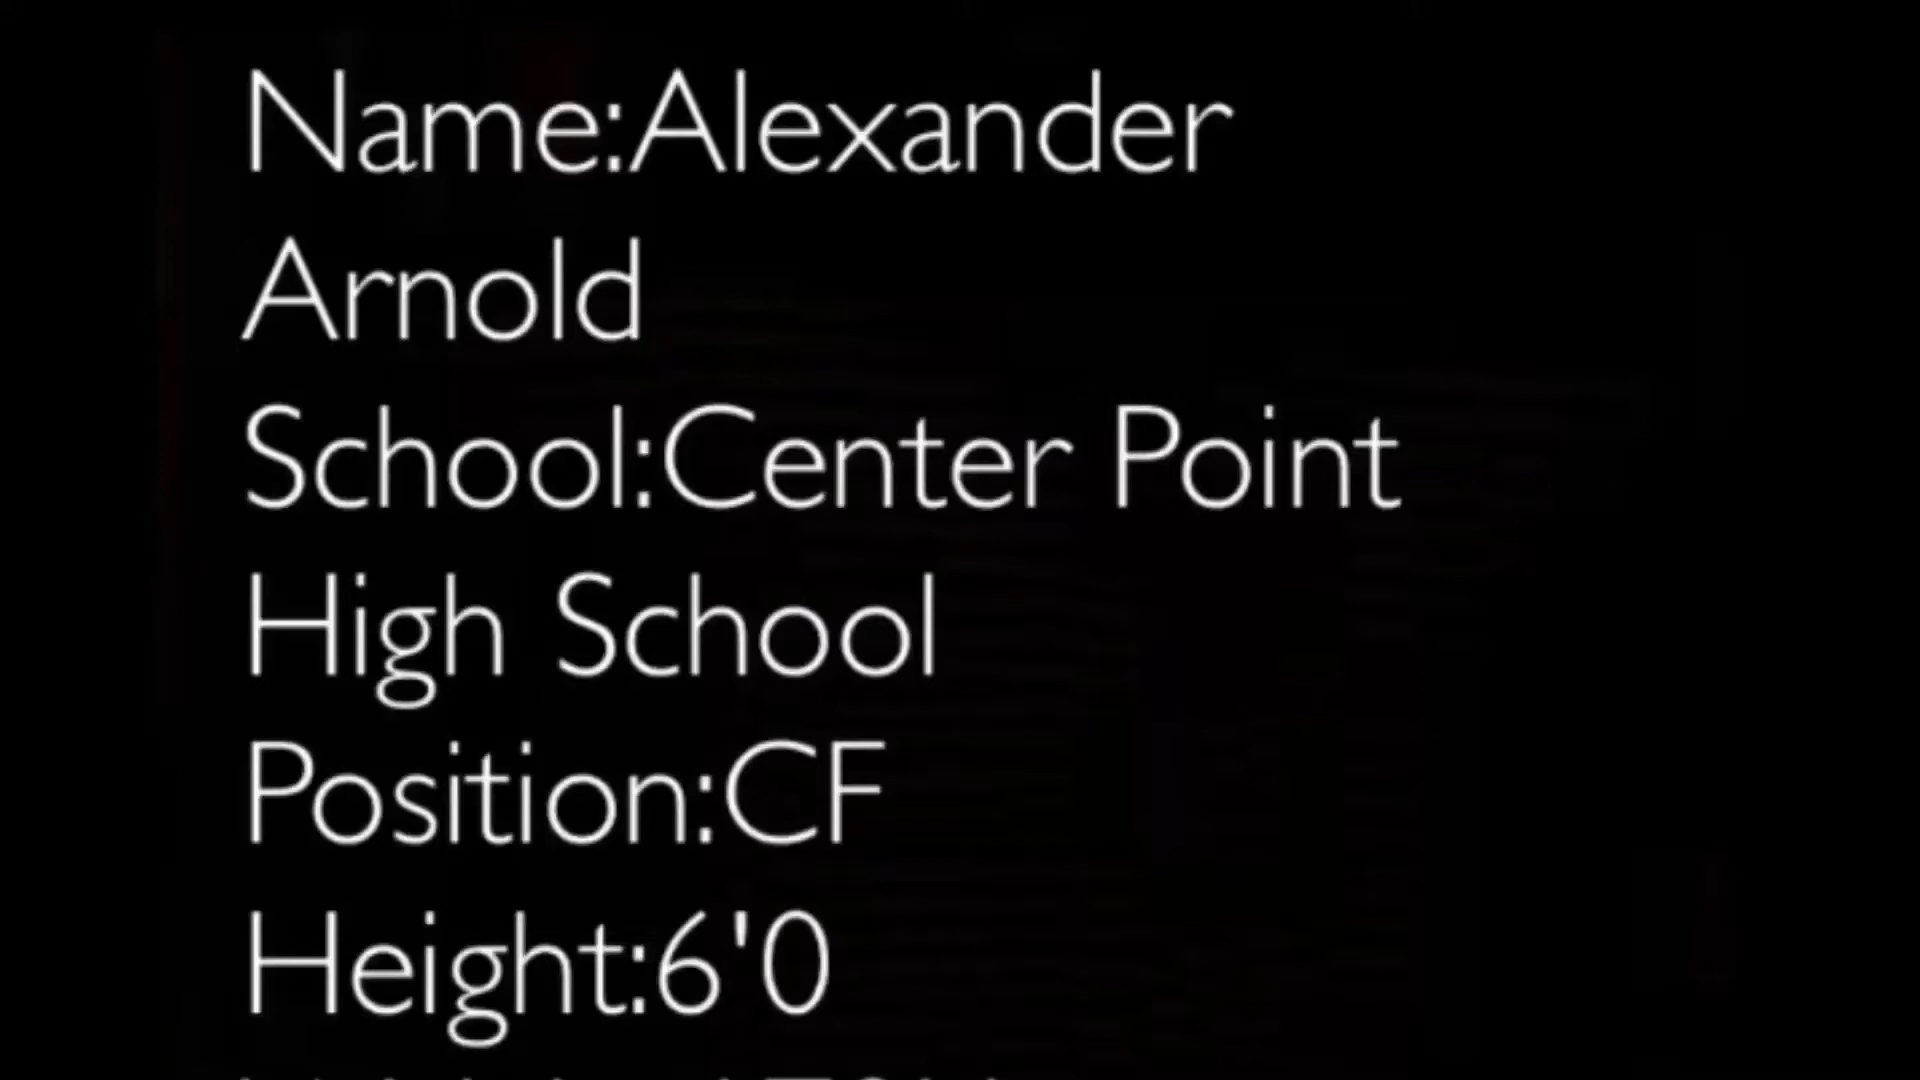 Name:Alexander
Arnold
School:Center Point
High School
Position:CF
Height:6'0